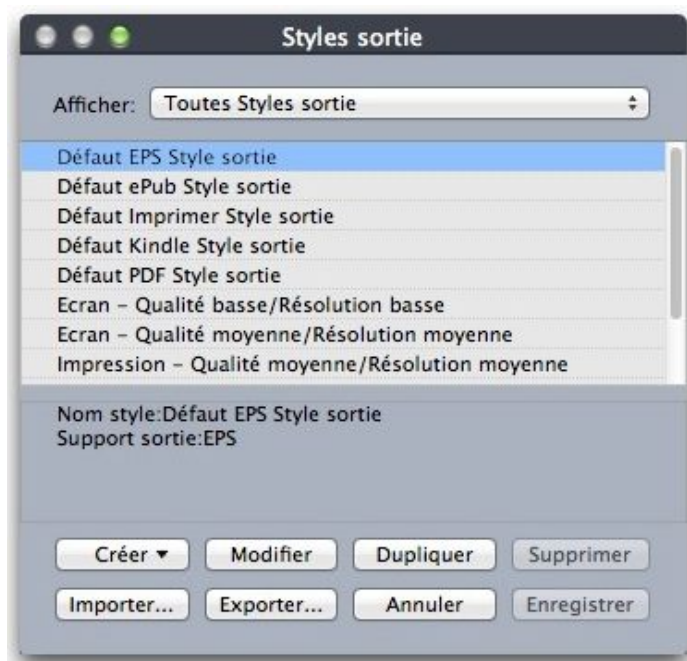 Styles sortie
Afficher: Toutes Styles sortie
Défaut EPS Style sortie
Défaut ePub Style sortie
Défaut Imprimer Style sortie
Défaut Kindle Style sortie
Défaut PDF Style sortie
Ecran – Qualité basse/Résolution basse
Ecran – Qualité moyenne/Résolution moyenne
Impression – Qualité moyenne/Résolution moyenne
Nom style:Défaut EPS Style sortie
Support sortie:EPS
Créer Modifier Dupliquer Supprimer
Importer... Exporter... Annuler Enregistrer